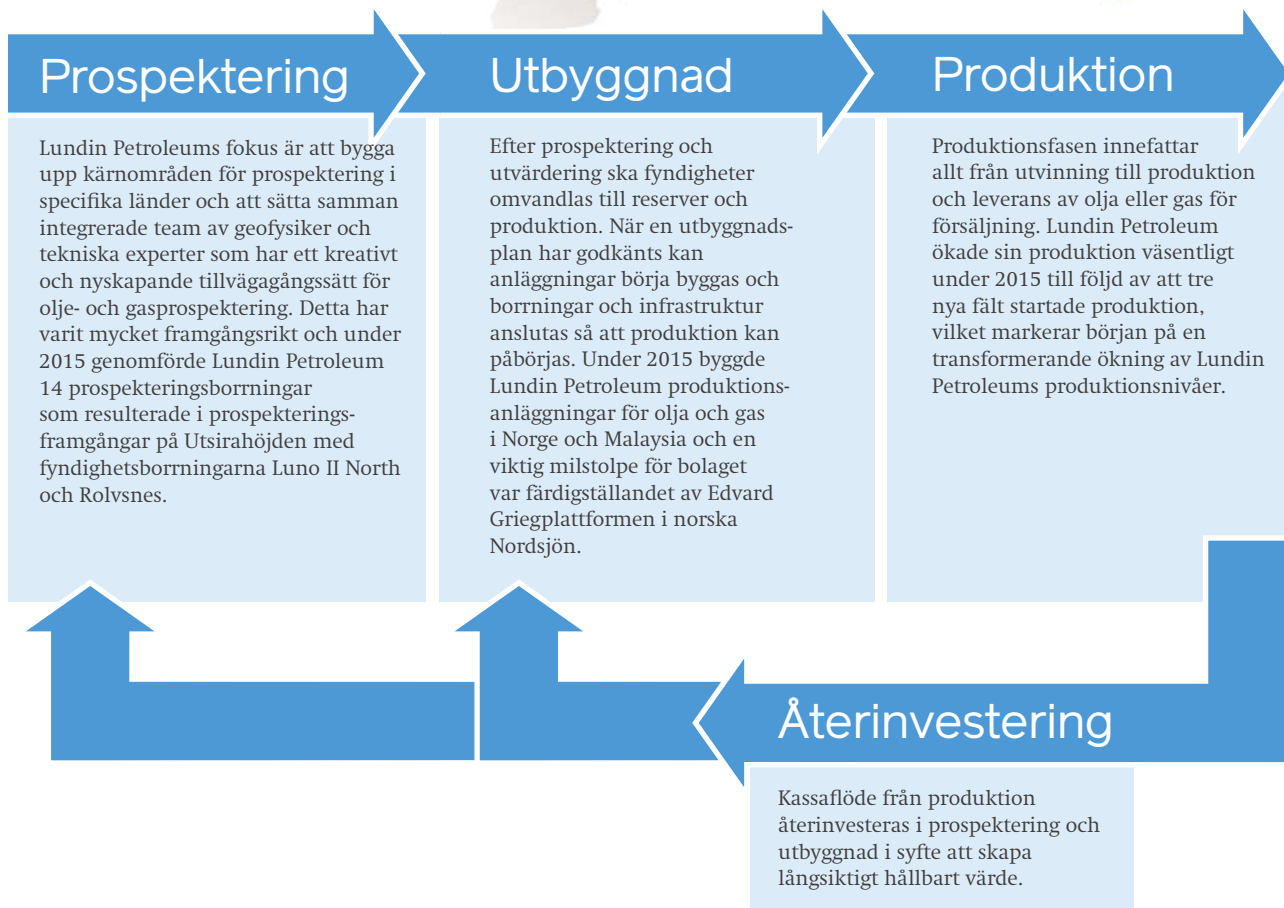 Prospektering
Lundin Petroleums fokus är att bygga
upp kärnområden för prospektering i
specifika länder och att sätta samman
integrerade team av geofysiker och
tekniska experter som har ett kreativt
och nyskapande tillvägagångssätt för
olje- och gasprospektering. Detta har
varit mycket framgångsrikt och under
2015 genomförde Lundin Petroleum
14 prospekteringsborrningar
som resulterade i prospekterings-
framgångar på Utsirahöjden med
fyndighetsborrningarna Luno II North
och Rolvsnes.
Utbyggnad
Efter prospektering och
utvärdering ska fyndigheter
omvandlas till reserver och
produktion. När en utbyggnads-
plan har godkänts kan
anläggningar börja byggas och
borrningar och infrastruktur
anslutas så att produktion kan
påbörjas. Under 2015 byggde
Lundin Petroleum produktions-
anläggningar för olja och gas
i Norge och Malaysia och en
viktig milstolpe för bolaget
var färdigställandet av Edvard
Griegplattformen i norska
Nordsjön.
Produktion
Produktionsfasen innefattar
allt från utvinning till produktion
och leverans av olja eller gas för
försäljning. Lundin Petroleum
ökade sin produktion väsentligt
under 2015 till följd av att tre
nya fält startade produktion,
vilket markerar början på en
transformerande ökning av Lundin
Petroleums produktionsnivåer.
Återinvestering
Kassaflöde från produktion
återinvesteras i prospektering och
utbyggnad i syfte att skapa
långsiktigt hållbart värde.